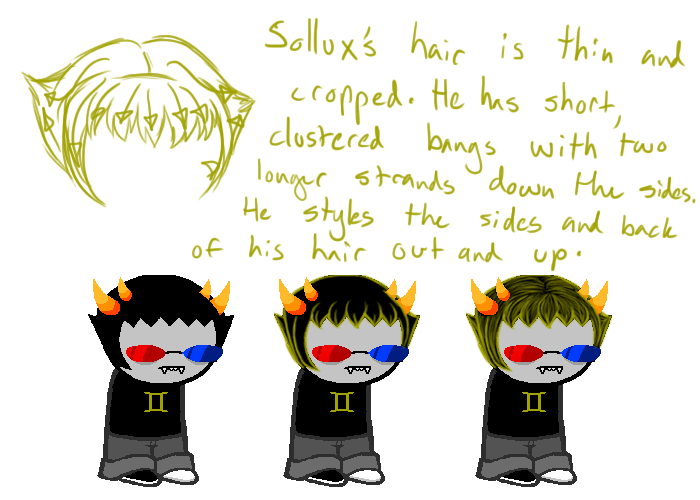 Sollux's hair is thin and
cropped. He has short,
clustered bangs with two
longer strands down the sides.
He styles the sides and back
of his hair out and up.